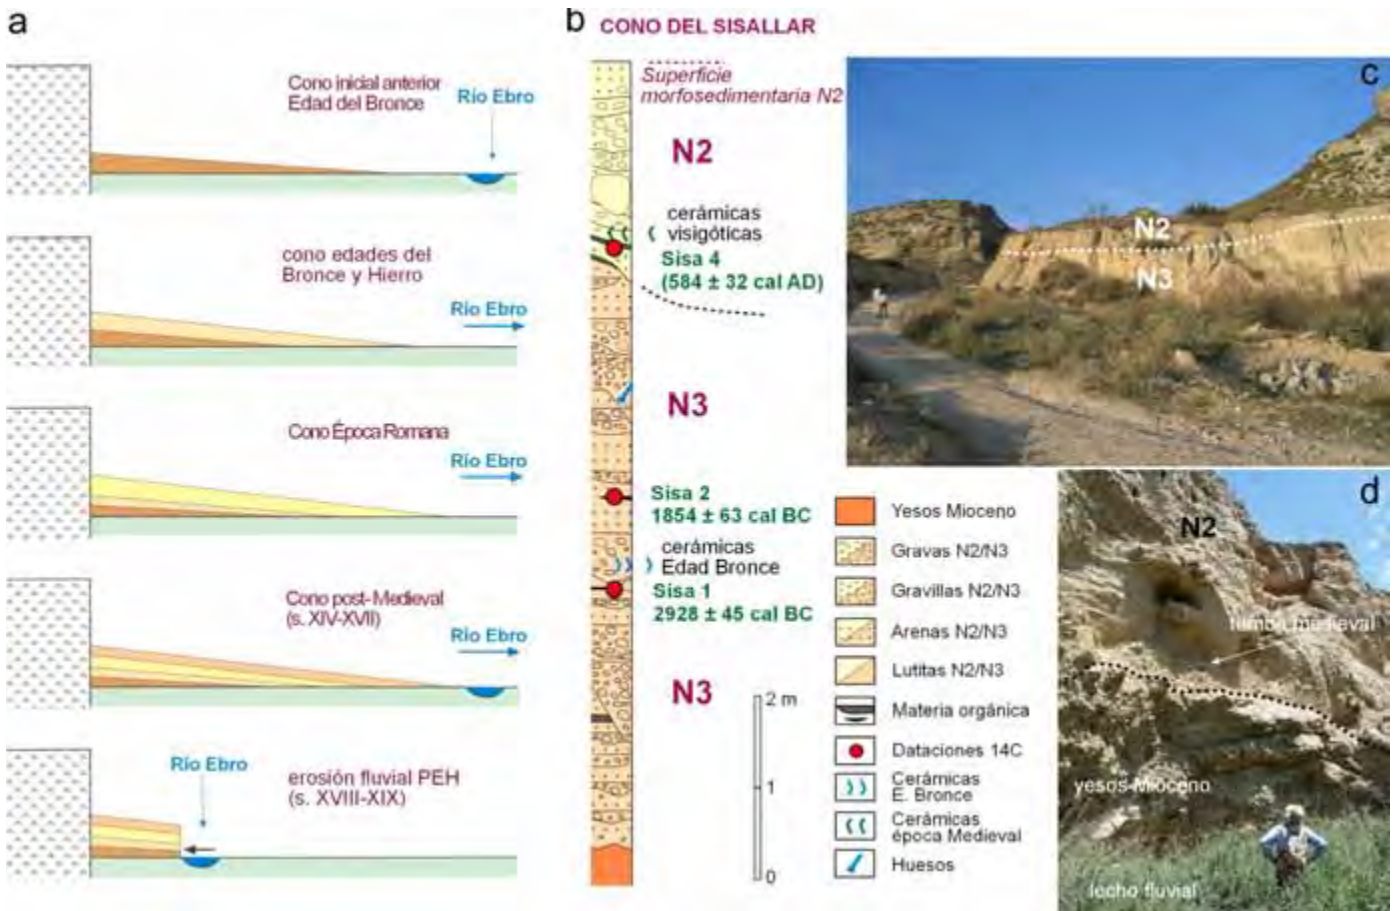 a
Cono inicial anterior
Edad del Bronce
Río Ebro
cono edades del
Bronce y Hierro
Río Ebro
Cono Época Romana
Río Ebro
Cono post-Medieval
(s. XIV-XVII)
Río Ebro
Río Ebro
erosión fluvial PEH
(s. XVIII-XIX)
b
CONO DEL SISALLAR
Superficie
morfosedimentaria N2
N2
cerámicas
visigóticas
Sisa 4
(584 ± 32 cal AD)
N3
Sisa 2
1854 ± 63 cal BC
cerámicas
Edad Bronce
Sisa 1
2928 ± 45 cal BC
N3
2 m
1
0
Yesos Mioceno
Gravas N2/N3
Gravillas N2/N3
Arenas N2/N3
Lutitas N2/N3
Materia orgánica
Dataciones 14C
Cerámicas
E. Bronce
Cerámicas
época Medieval
Huesos
c
N2
N3
d
N2
tumba medieval
yesos Mioceno
lecho fluvial